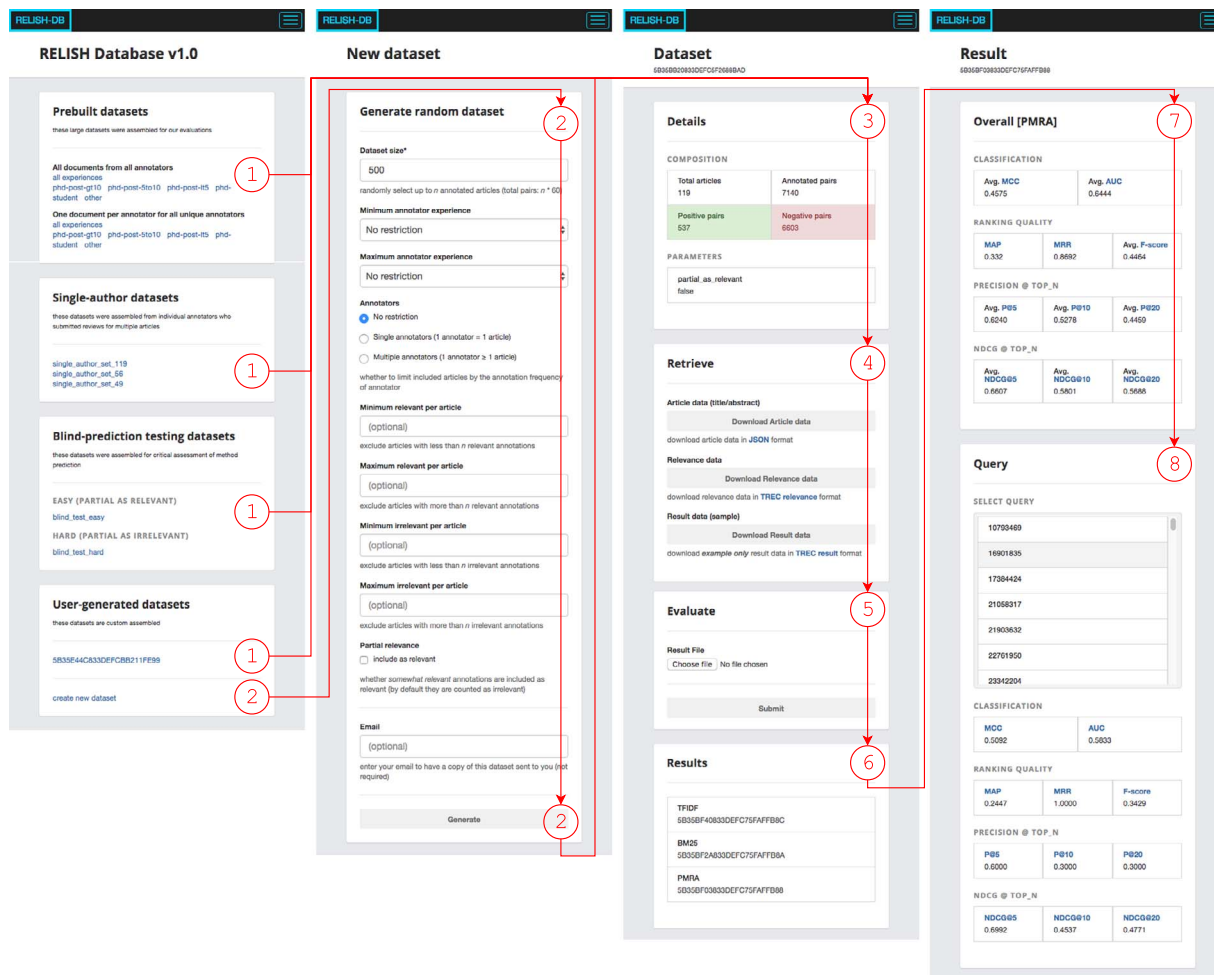 RELISH-DB
RELISH Database v1.0
Prebuilt datasets
these large datasets were assembled for our evaluations
All documents from all annotators
all experiences
phd-post-gt10 phd-post-5to10 phd-post-lt5 phd-
student other
One document per annotator for all unique annotators
all experiences
phd-post-gt10 phd-post-5to10 phd-post-lt5 phd-
student other
1
Single-author datasets
these datasets were assembled from individual annotators who
submitted reviews for multiple articles
single_author_set_119
single_author_set_56
single_author_set_49
1
Blind-prediction testing datasets
these datasets were assembled for critical assessment of method
prediction
EASY (PARTIAL AS RELEVANT)
blind_test_easy
1
HARD (PARTIAL AS IRRELEVANT)
blind_test_hard
User-generated datasets
these datasets are custom assembled
5B35E44C833DEFCBB211FE99
1
create new dataset
2
RELISH-DB
New dataset
Generate random dataset
2
Dataset size*
500
randomly select up to n annotated articles (total pairs: n * 60)
Minimum annotator experience
No restriction
Maximum annotator experience
No restriction
Annotators
No restriction
Single annotators (1 annotator = 1 article)
Multiple annotators (1 annotator ≥ 1 article)
whether to limit included articles by the annotation frequency
of annotator
Minimum relevant per article
(optional)
exclude articles with less than n relevant annotations
Maximum relevant per article
(optional)
exclude articles with more than n relevant annotations
Minimum irrelevant per article
(optional)
exclude articles with less than n irrelevant annotations
Maximum irrelevant per article
(optional)
exclude articles with more than n irrelevant annotations
Partial relevance
include as relevant
whether somewhat relevant annotations are included as
relevant (by default they are counted as irrelevant)
Email
(optional)
enter your email to have a copy of this dataset sent to you (not
required)
Generate
2
RELISH-DB
Dataset
5B35BB20833DEFC5F2688BAD
Details
3
COMPOSITION
Total articles Annotated pairs
119 7140
Positive pairs Negative pairs
537 6603
PARAMETERS
partial_as_relevant
false
Retrieve
4
Article data (title/abstract)
Download Article data
download article data in JSON format
Relevance data
Download Relevance data
download relevance data in TREC relevance format
Result data (sample)
Download Result data
download example only result data in TREC result format
Evaluate
5
Result File
Choose file No file chosen
Submit
Results
6
TFIDF
5B35BF40833DEFC75FAFFB8C
BM25
5B35BF2A833DEFC75FAFFB8A
PMRA
5B35BF03833DEFC75FAFFB88
RELISH-DB
Result
5B35BF03833DEFC75FAFFB88
Overall [PMRA]
7
CLASSIFICATION
Avg. MCC Avg. AUC
0.4575 0.6444
RANKING QUALITY
MAP MRR Avg. F-score
0.332 0.8692 0.4464
PRECISION @ TOP_N
Avg. P@5 Avg. P@10 Avg. P@20
0.6240 0.5278 0.4459
NDCG @ TOP_N
Avg. Avg. Avg.
NDCG@5 NDCG@10 NDCG@20
0.6607 0.5801 0.5688
Query
8
SELECT QUERY
10793469
16901835
17384424
21058317
21903632
22761950
23342204
CLASSIFICATION
MCC AUC
0.5092 0.5833
RANKING QUALITY
MAP MRR F-score
0.2447 1.0000 0.3429
PRECISION @ TOP_N
P@5 P@10 P@20
0.6000 0.3000 0.3000
NDCG @ TOP_N
NDCG@5 NDCG@10 NDCG@20
0.6992 0.4537 0.4771